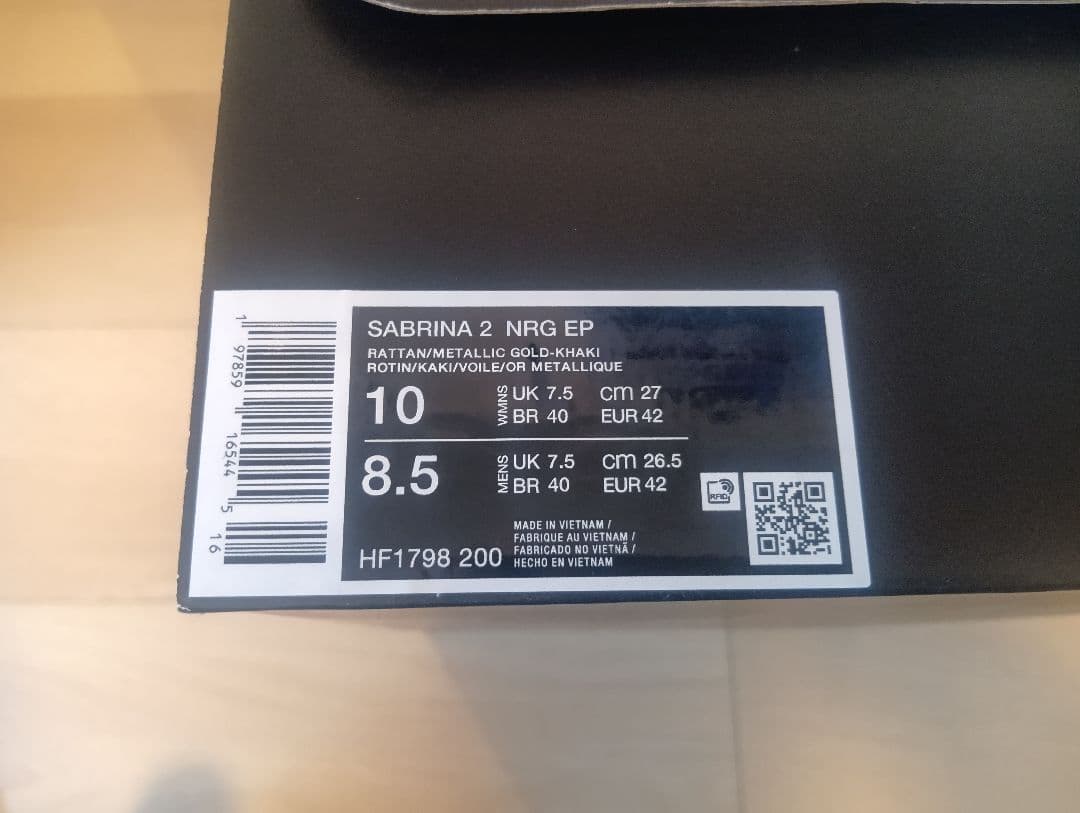 SABRINA 2 NRG EP
RATTAN/METALLIC GOLD-KHAKI
ROTIN/KAKI/VOILE/OR METALLIQUE
10 WMNS UK 7.5 cm 27
BR 40 EUR 42
8.5 MENS UK 7.5 cm 26.5
BR 40 EUR 42
RFID
HF1798 200
MADE IN VIETNAM /
FABRIQUE AU VIETNAM /
FABRICADO NO VIETNÃ /
HECHO EN VIETNAM
1 97859 16544 5 16